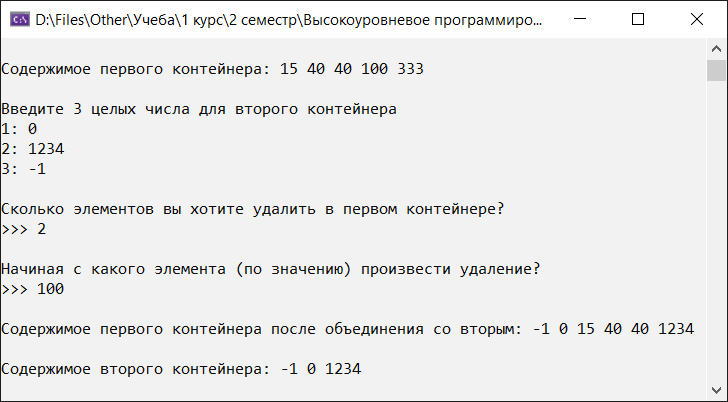 D:\Files\Other\Учеба\1 курс\2 семестр\Высокоуровневое программиро...
Содержимое первого контейнера: 15 40 40 100 333
Введите 3 целых числа для второго контейнера
1: 0
2: 1234
3: -1
Сколько элементов вы хотите удалить в первом контейнере?
>>> 2
Начиная с какого элемента (по значению) произвести удаление?
>>> 100
Содержимое первого контейнера после объединения со вторым: -1 0 15 40 40 1234
Содержимое второго контейнера: -1 0 1234